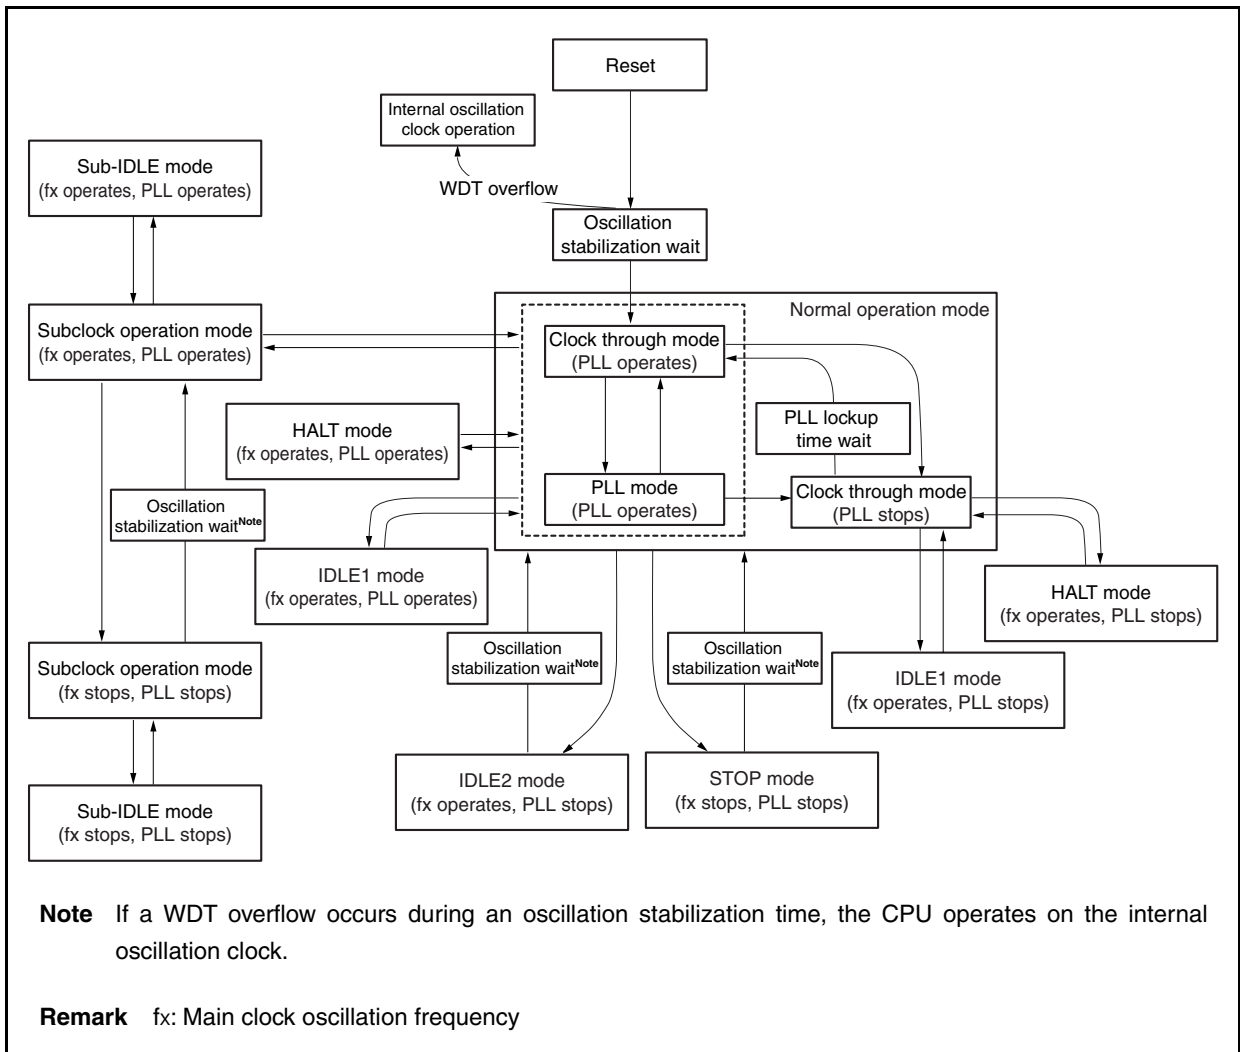 Reset
Internal oscillation
clock operation
Sub-IDLE mode
(fx operates, PLL operates)
WDT overflow
Oscillation
stabilization wait
Normal operation mode
Subclock operation mode
(fx operates, PLL operates)
Clock through mode
(PLL operates)
HALT mode
(fx operates, PLL operates)
PLL lockup
time wait
PLL mode
(PLL operates)
Clock through mode
(PLL stops)
Oscillation
stabilization waitNote
IDLE1 mode
(fx operates, PLL operates)
HALT mode
(fx operates, PLL stops)
Oscillation
stabilization waitNote
Oscillation
stabilization waitNote
Subclock operation mode
(fx stops, PLL stops)
IDLE1 mode
(fx operates, PLL stops)
IDLE2 mode
(fx operates, PLL stops)
STOP mode
(fx stops, PLL stops)
Sub-IDLE mode
(fx stops, PLL stops)
Note If a WDT overflow occurs during an oscillation stabilization time, the CPU operates on the internal
oscillation clock.
Remark fx: Main clock oscillation frequency